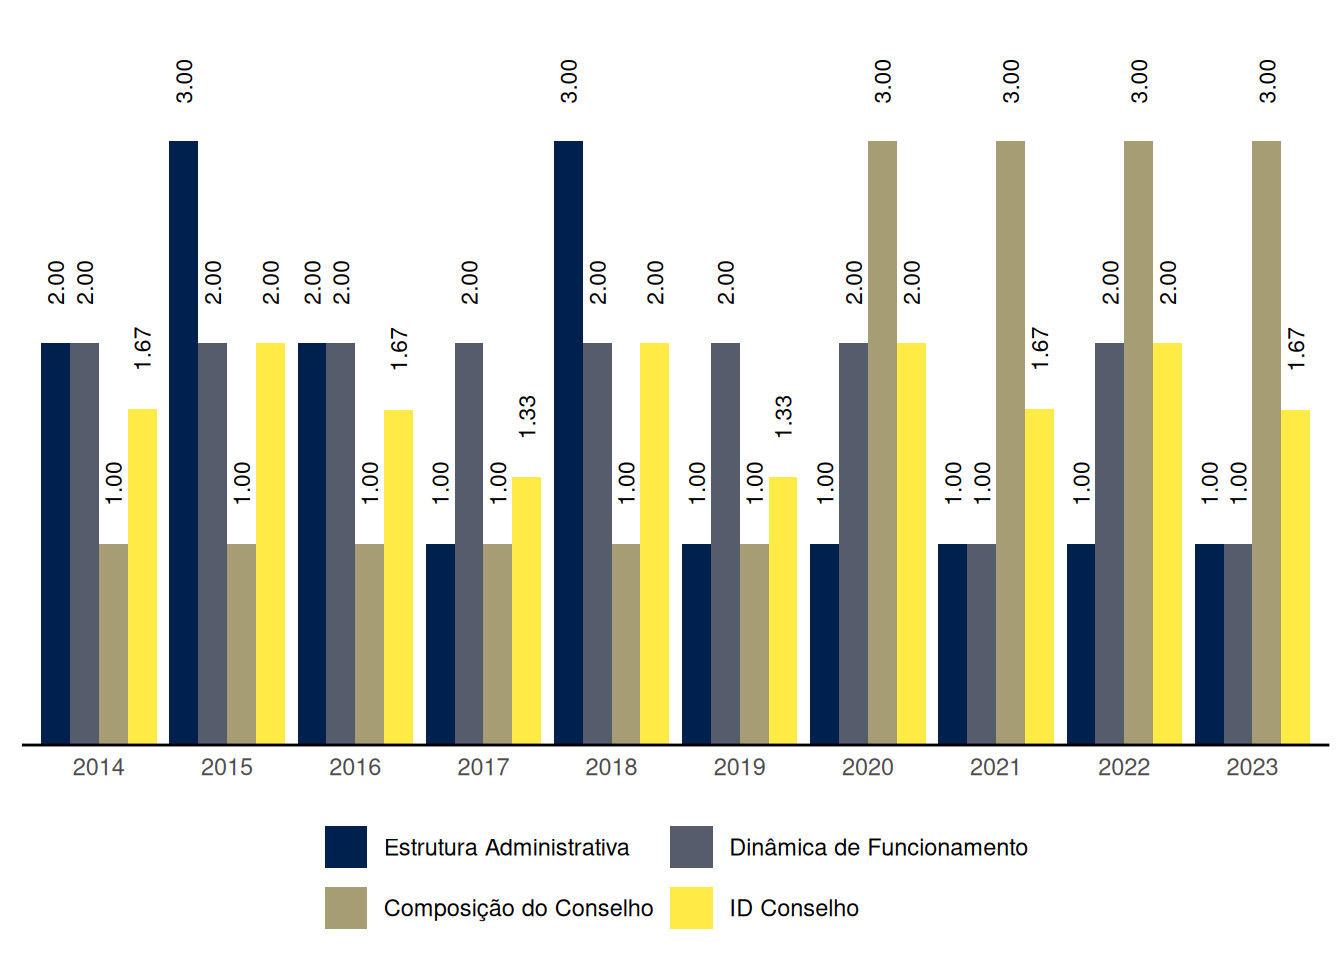 3.00 3.00 3.00 3.00 3.00 3.00
2.00 2.00 2.00 2.00 2.00 2.00 2.00 2.00 2.00 2.00 2.00 2.00 2.00 2.00
1.67 1.67 1.67 1.67
1.33 1.33
1.00 1.00 1.00 1.00 1.00 1.00 1.00 1.00 1.00 1.00 1.00 1.00 1.00 1.00
2014 2015 2016 2017 2018 2019 2020 2021 2022 2023
Estrutura Administrativa Dinâmica de Funcionamento
Composição do Conselho ID Conselho